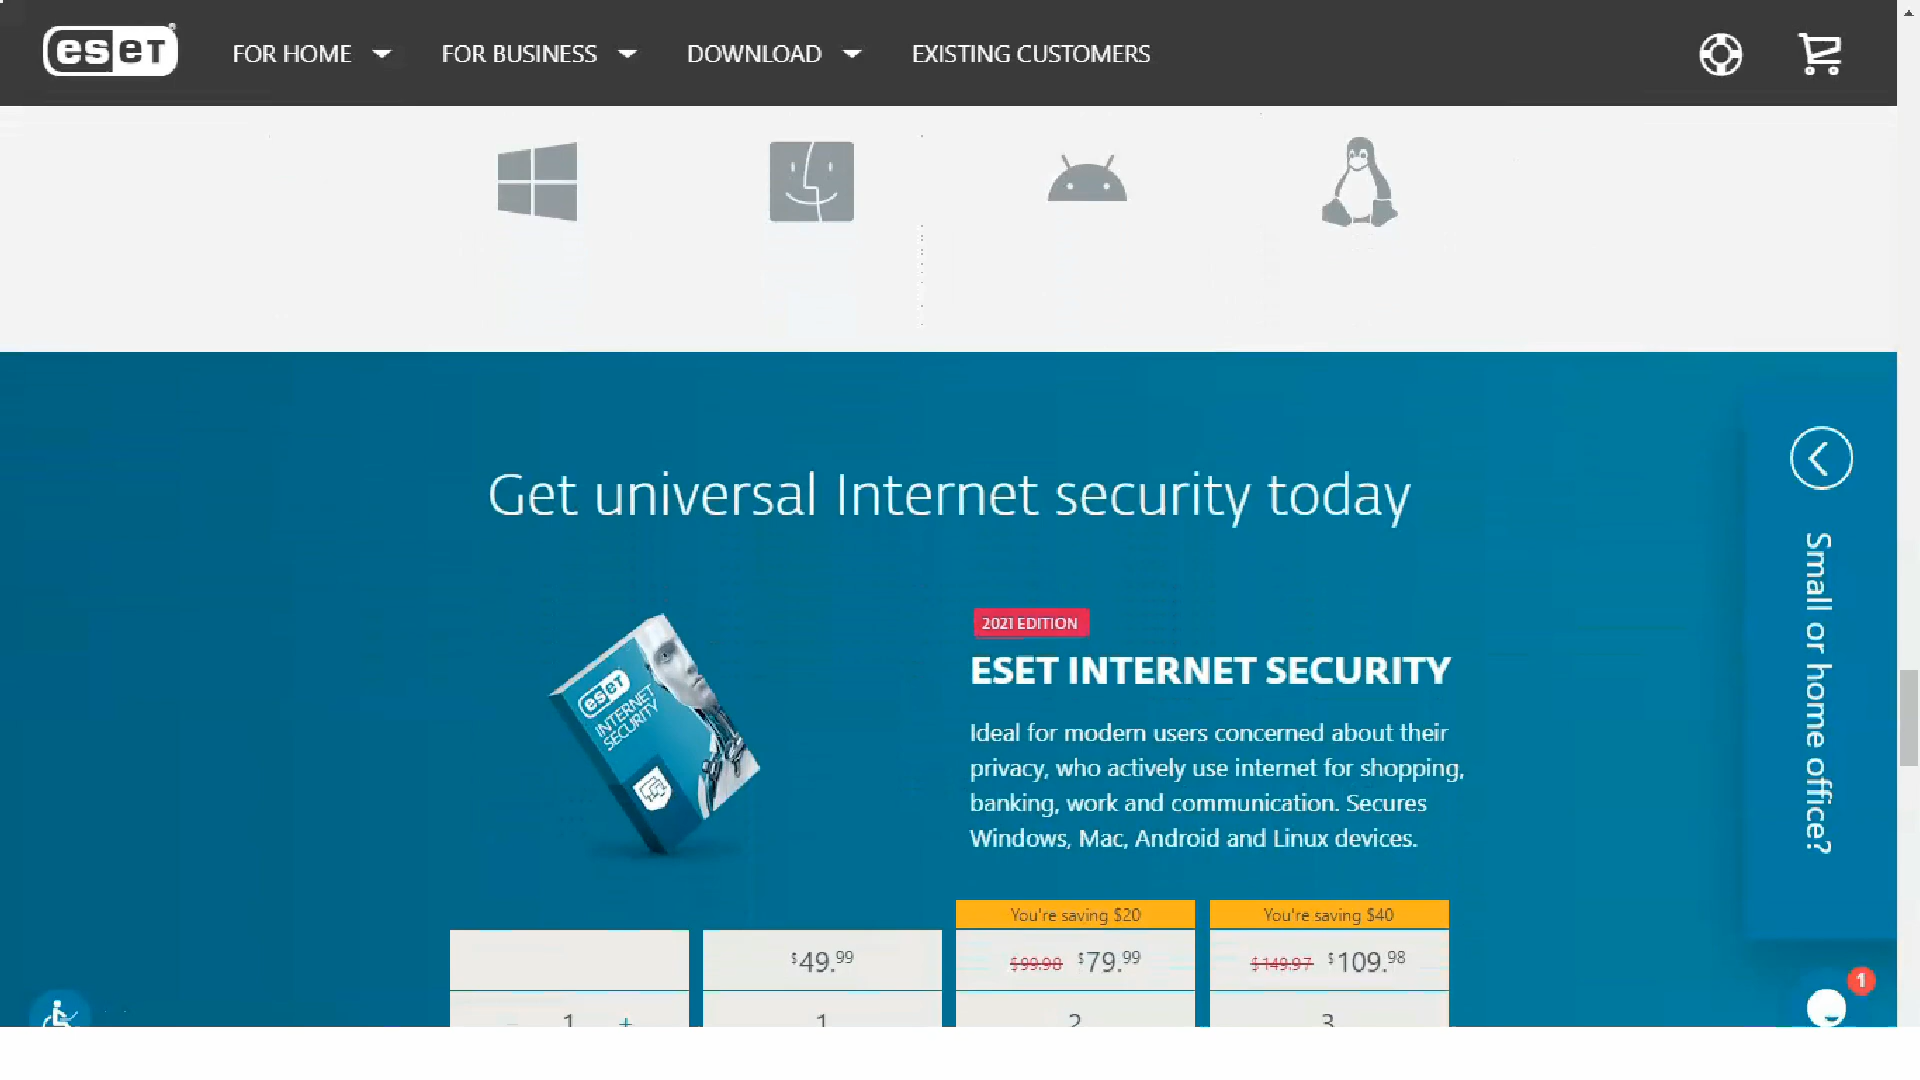 eset
FOR HOME
FOR BUSINESS
DOWNLOAD
EXISTING CUSTOMERS
Get universal Internet security today
Small or home office?
eset
INTERNET
SECURITY
2021 EDITION
ESET INTERNET SECURITY
Ideal for modern users concerned about their
privacy, who actively use internet for shopping,
banking, work and communication. Secures
Windows, Mac, Android and Linux devices.
You're saving $20
You're saving $40
$49.99
$99.98 $79.99
$149.97 $109.98
1
- 1 +
1
2
3